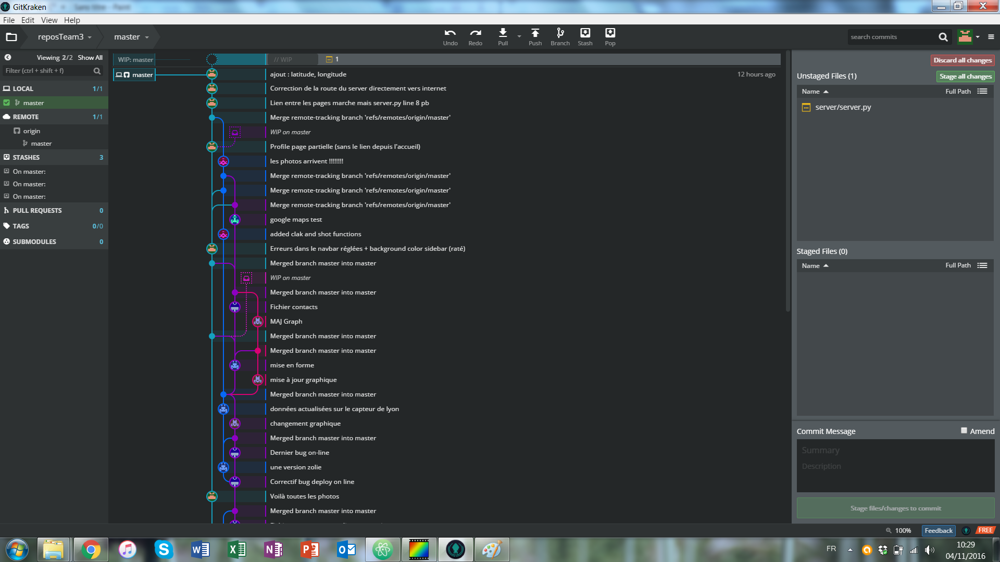 GitKraken
File Edit View Help
reposTeam3 master
Undo Redo Pull Push Branch Stash Pop
search commits
Viewing 2/2 Show All
Filter (ctrl + shift + f)
LOCAL 1/1
master
REMOTE 1/1
origin
master
STASHES 3
On master:
On master:
On master:
PULL REQUESTS 0
TAGS 0/0
SUBMODULES 0
WIP: master // WIP 1
master ajout : latitude, longitude 12 hours ago
Correction de la route du server directement vers internet
Lien entre les pages marche mais server.py line 8 pb
Merge remote-tracking branch 'refs/remotes/origin/master'
WIP on master
Profile page partielle (sans le lien depuis l'accueil)
les photos arrivent !!!!!!!!
Merge remote-tracking branch 'refs/remotes/origin/master'
Merge remote-tracking branch 'refs/remotes/origin/master'
Merge remote-tracking branch 'refs/remotes/origin/master'
google maps test
added clak and shot functions
Erreurs dans le navbar réglées + background color sidebar (raté)
Merged branch master into master
WIP on master
Merged branch master into master
Fichier contacts
MAJ Graph
Merged branch master into master
Merged branch master into master
mise en forme
mise à jour graphique
Merged branch master into master
données actualisées sur le capteur de lyon
changement graphique
Merged branch master into master
Dernier bug on-line
une version zolie
Correctif bug deploy on line
Voilà toutes les photos
Merged branch master into master
Discard all changes
Unstaged Files (1) Stage all changes
Name Full Path
server/server.py
Staged Files (0)
Name Full Path
Commit Message Amend
Summary
Description
Stage files/changes to commit
100% Feedback FREE
FR 10:29
04/11/2016